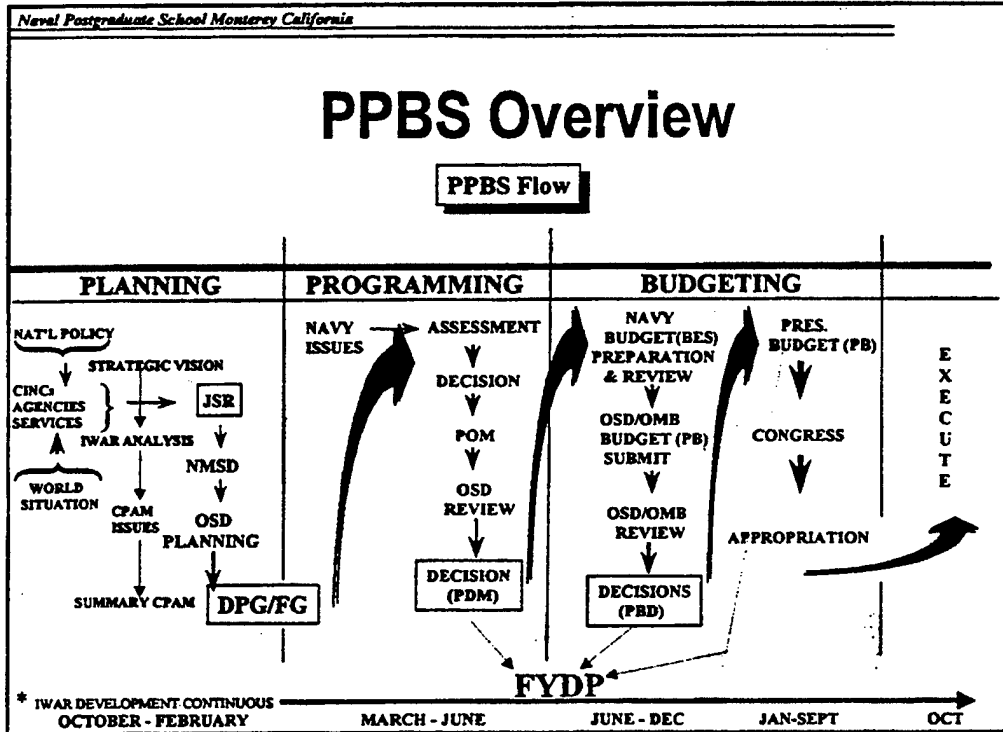 Naval Postgraduate School Monterey California
PPBS Overview
PPBS Flow
PLANNING
NAT'L POLICY
STRATEGIC VISION
CINCs
AGENCIES
SERVICES
JSR
IWAR ANALYSIS
NMSD
WORLD
SITUATION
CPAM
ISSUES
OSD
PLANNING
SUMMARY CPAM
DPG/FG
PROGRAMMING
NAVY
ISSUES
ASSESSMENT
DECISION
POM
OSD
REVIEW
DECISION
(PDM)
BUDGETING
NAVY
BUDGET(BES)
PREPARATION
& REVIEW
OSD/OMB
BUDGET (PB)
SUBMIT
OSD/OMB
REVIEW
DECISIONS
(PBD)
PRES.
BUDGET (PB)
CONGRESS
APPROPRIATION
EXECUTE
FYDP
* IWAR DEVELOPMENT CONTINUOUS
OCTOBER - FEBRUARY
MARCH - JUNE
JUNE - DEC
JAN-SEPT
OCT